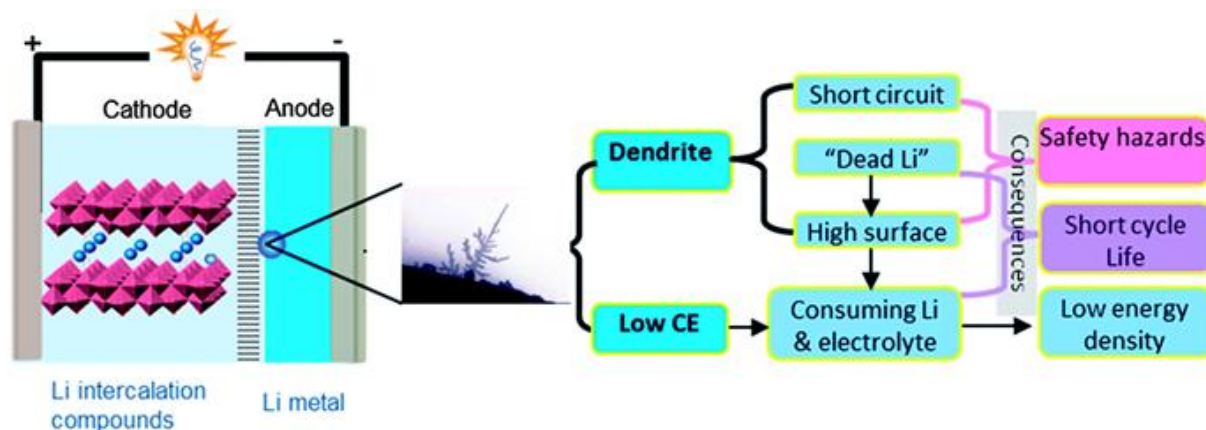 +
-
Cathode
Anode
Li intercalation
compounds
Li metal
Dendrite
Low CE
Short circuit
“Dead Li”
High surface
Consuming Li
& electrolyte
Consequences
Safety hazards
Short cycle
Life
Low energy
density